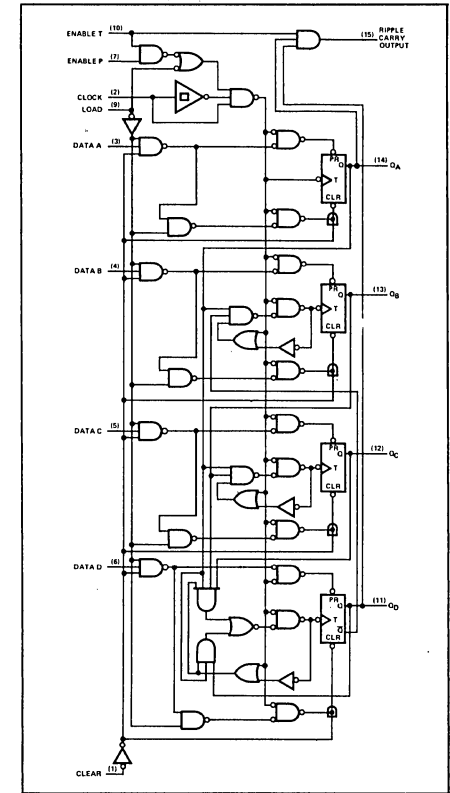 ENABLE T (10)
(15) RIPPLE
CARRY
OUTPUT
ENABLE P (7)
CLOCK (2)
LOAD (9)
DATA A (3)
PR
Q (14) QA
T
CLR
DATA B (4)
PR
Q (13) QB
T
CLR
DATA C (5)
PR
Q (12) QC
T
CLR
DATA D (6)
PR
Q (11) QD
T
Q̅
CLR
CLEAR (1)